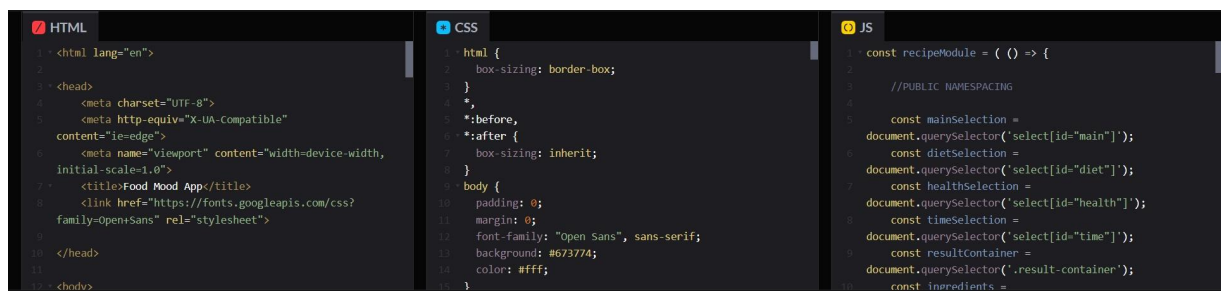 HTML
1 <html lang="en">
2
3 <head>
4 <meta charset="UTF-8">
5 <meta http-equiv="X-UA-Compatible"
content="ie=edge">
6 <meta name="viewport" content="width=device-width,
initial-scale=1.0">
7 <title>Food Mood App</title>
8 <link href="https://fonts.googleapis.com/css?
family=Open+Sans" rel="stylesheet">
9
10 </head>
11
12 <body>
CSS
1 html {
2 box-sizing: border-box;
3 }
4 *,
5 *:before,
6 *:after {
7 box-sizing: inherit;
8 }
9 body {
10 padding: 0;
11 margin: 0;
12 font-family: "Open Sans", sans-serif;
13 background: #673774;
14 color: #fff;
15 }
JS
1 const recipeModule = ( () => {
2
3 //PUBLIC NAMESPACING
4
5 const mainSelection =
document.querySelector('select[id="main"]');
6 const dietSelection =
document.querySelector('select[id="diet"]');
7 const healthSelection =
document.querySelector('select[id="health"]');
8 const timeSelection =
document.querySelector('select[id="time"]');
9 const resultContainer =
document.querySelector('.result-container');
10 const ingredients =